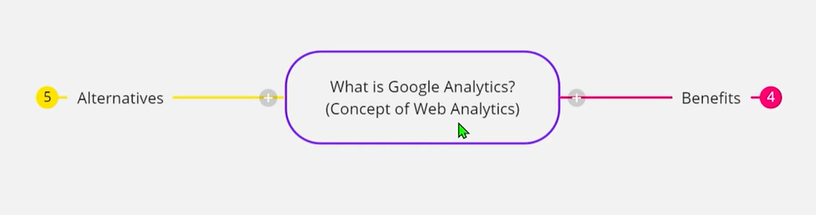 5 Alternatives
What is Google Analytics?
(Concept of Web Analytics)
Benefits 4